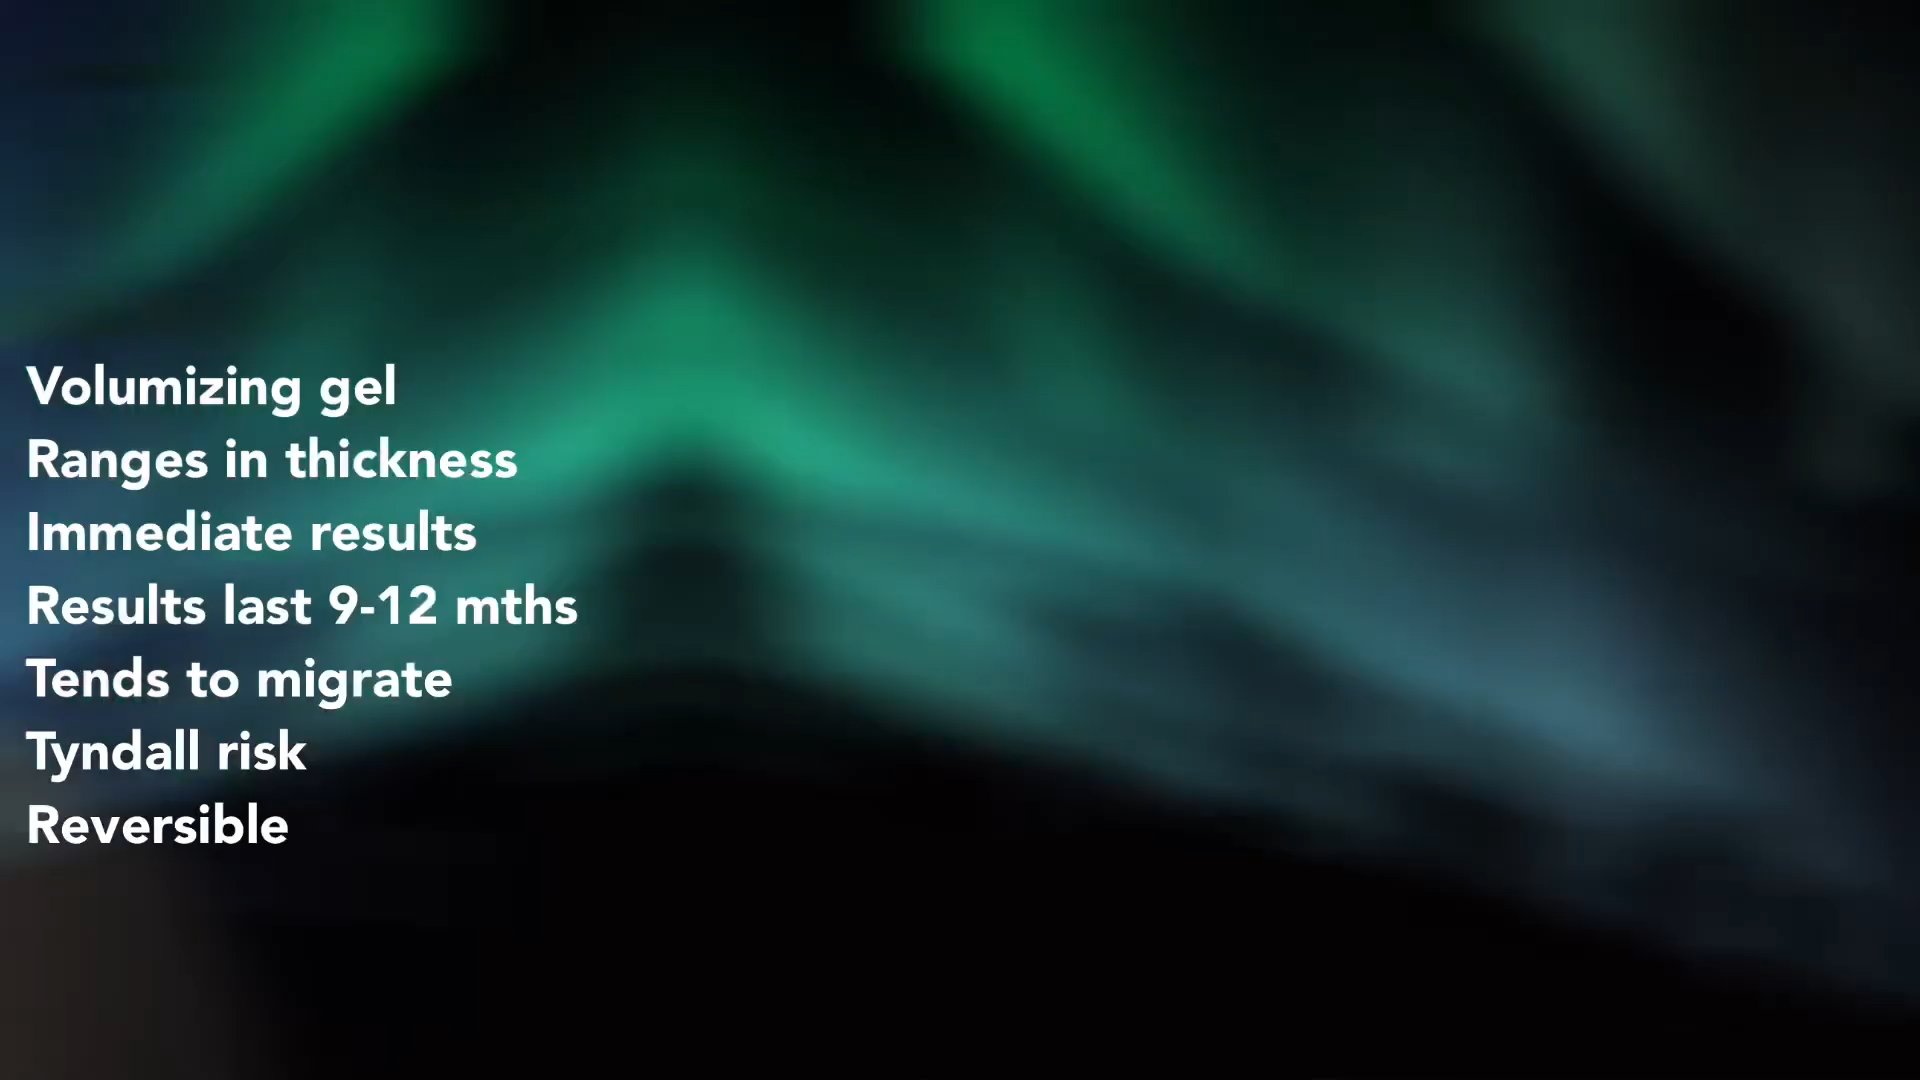 Volumizing gel
Ranges in thickness
Immediate results
Results last 9-12 mths
Tends to migrate
Tyndall risk
Reversible